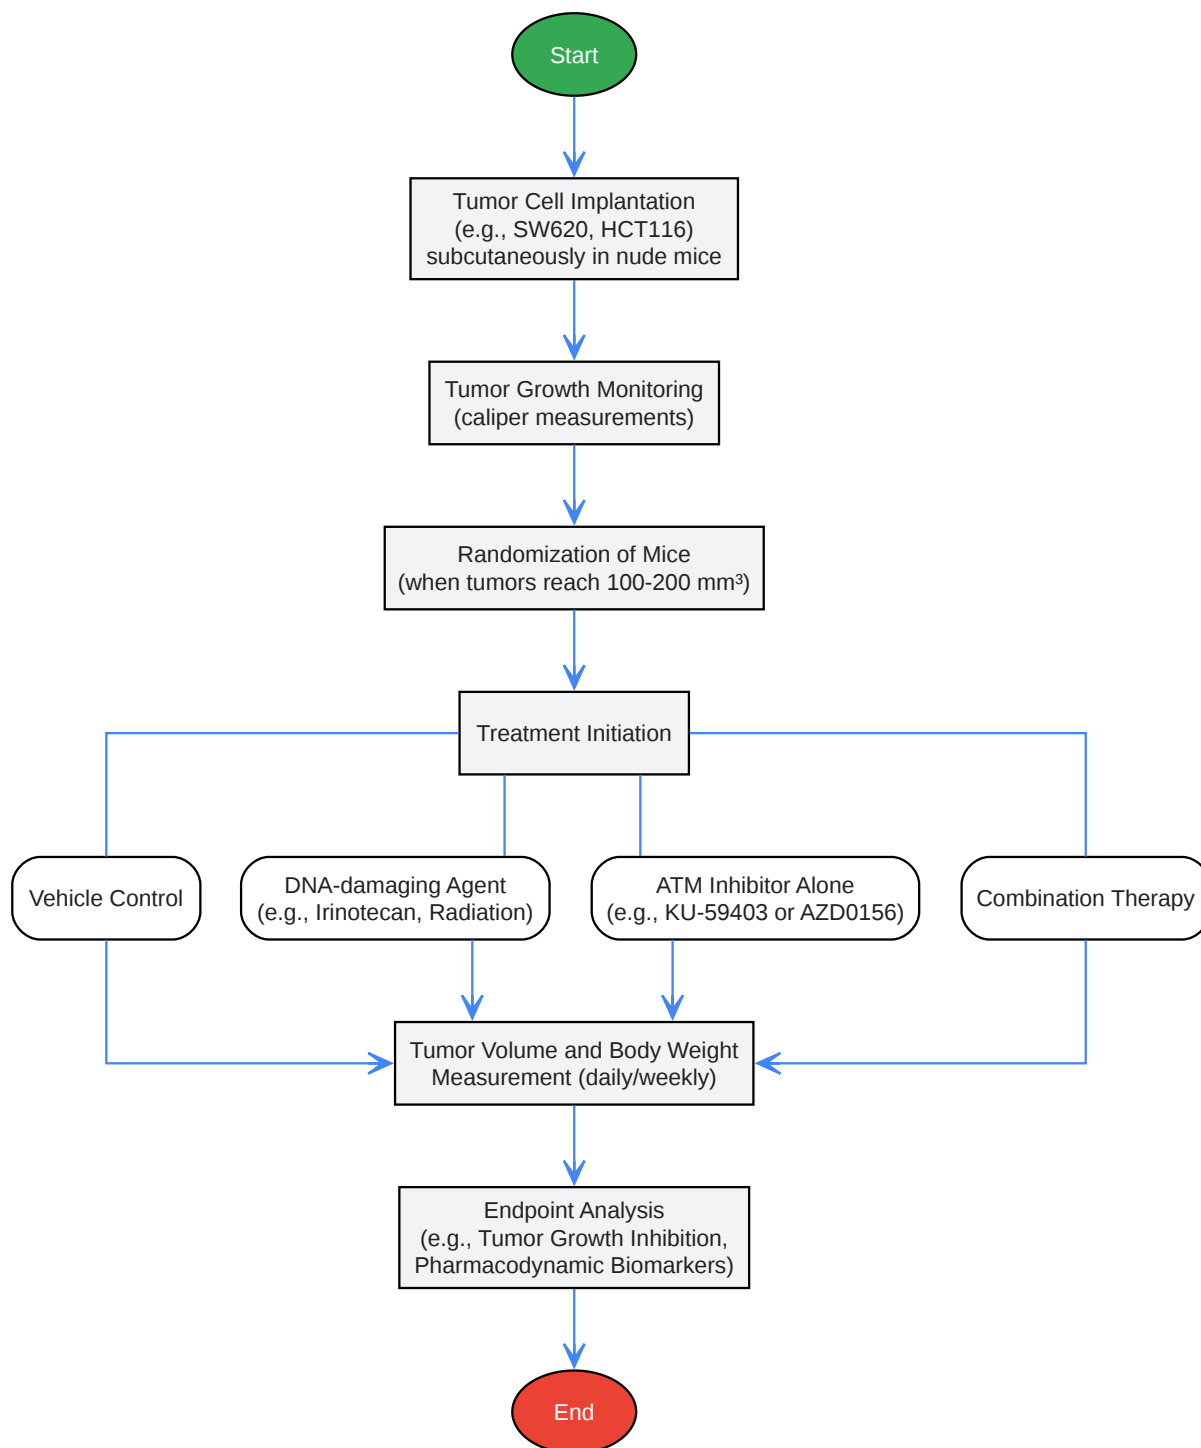 Start
Tumor Cell Implantation
(e.g., SW620, HCT116)
subcutaneously in nude mice
Tumor Growth Monitoring
(caliper measurements)
Randomization of Mice
(when tumors reach 100-200 mm³)
Treatment Initiation
Vehicle Control
DNA-damaging Agent
(e.g., Irinotecan, Radiation)
ATM Inhibitor Alone
(e.g., KU-59403 or AZD0156)
Combination Therapy
Tumor Volume and Body Weight
Measurement (daily/weekly)
Endpoint Analysis
(e.g., Tumor Growth Inhibition,
Pharmacodynamic Biomarkers)
End